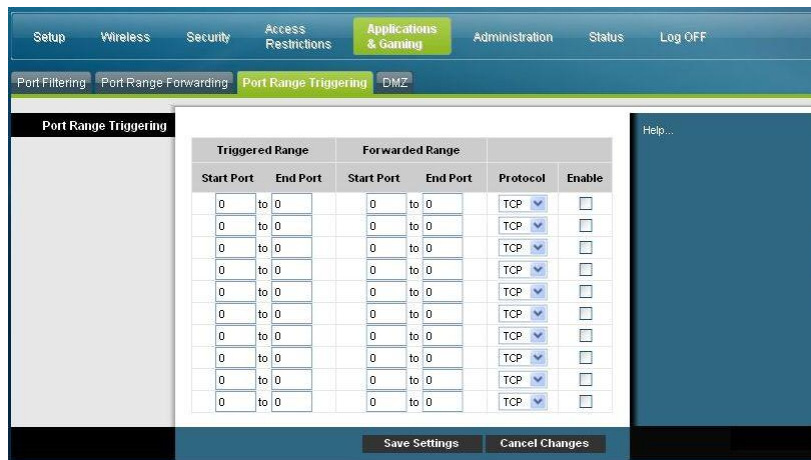 Setup Wireless Security Access Restrictions Applications & Gaming Administration Status Log OFF
Port Filtering Port Range Forwarding Port Range Triggering DMZ
Port Range Triggering
Help...
Triggered Range Forwarded Range
Start Port End Port Start Port End Port Protocol Enable
0 to 0 0 to 0 TCP
0 to 0 0 to 0 TCP
0 to 0 0 to 0 TCP
0 to 0 0 to 0 TCP
0 to 0 0 to 0 TCP
0 to 0 0 to 0 TCP
0 to 0 0 to 0 TCP
0 to 0 0 to 0 TCP
0 to 0 0 to 0 TCP
0 to 0 0 to 0 TCP
Save Settings Cancel Changes